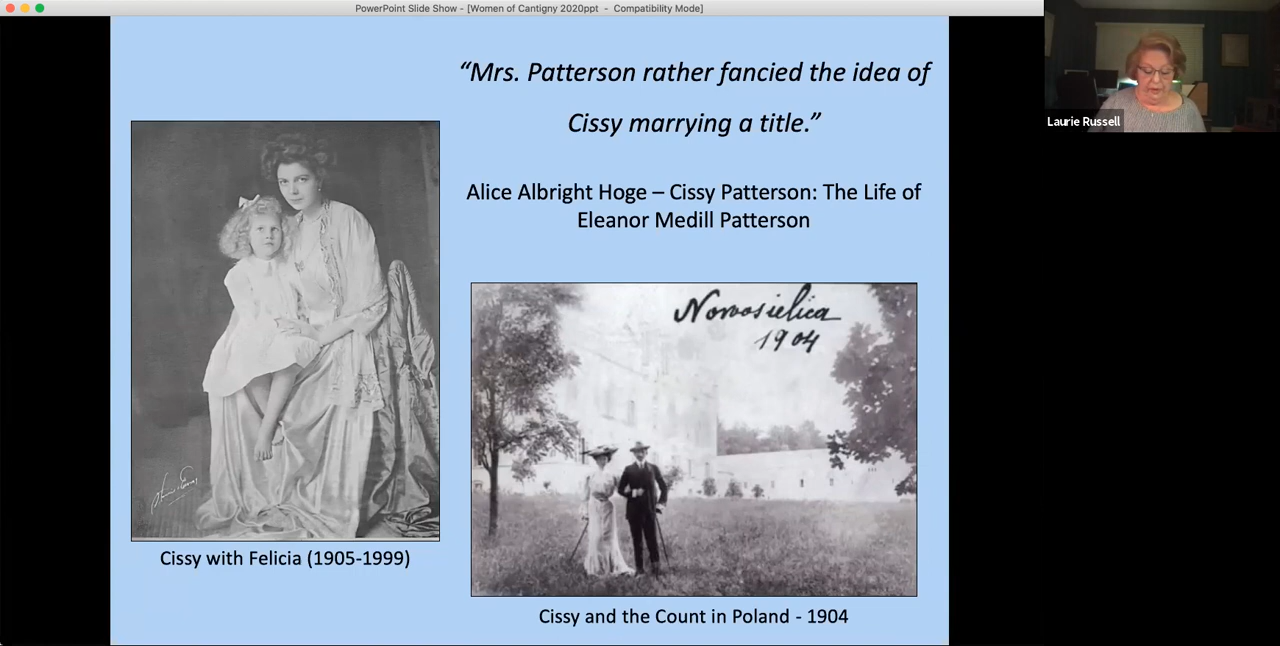 PowerPoint Slide Show - [Women of Cantigny 2020ppt - Compatibility Mode]
“Mrs. Patterson rather fancied the idea of
Cissy marrying a title.”
Alice Albright Hoge – Cissy Patterson: The Life of
Eleanor Medill Patterson
Nowosielica
1904
Cissy with Felicia (1905-1999)
Cissy and the Count in Poland - 1904
Laurie Russell